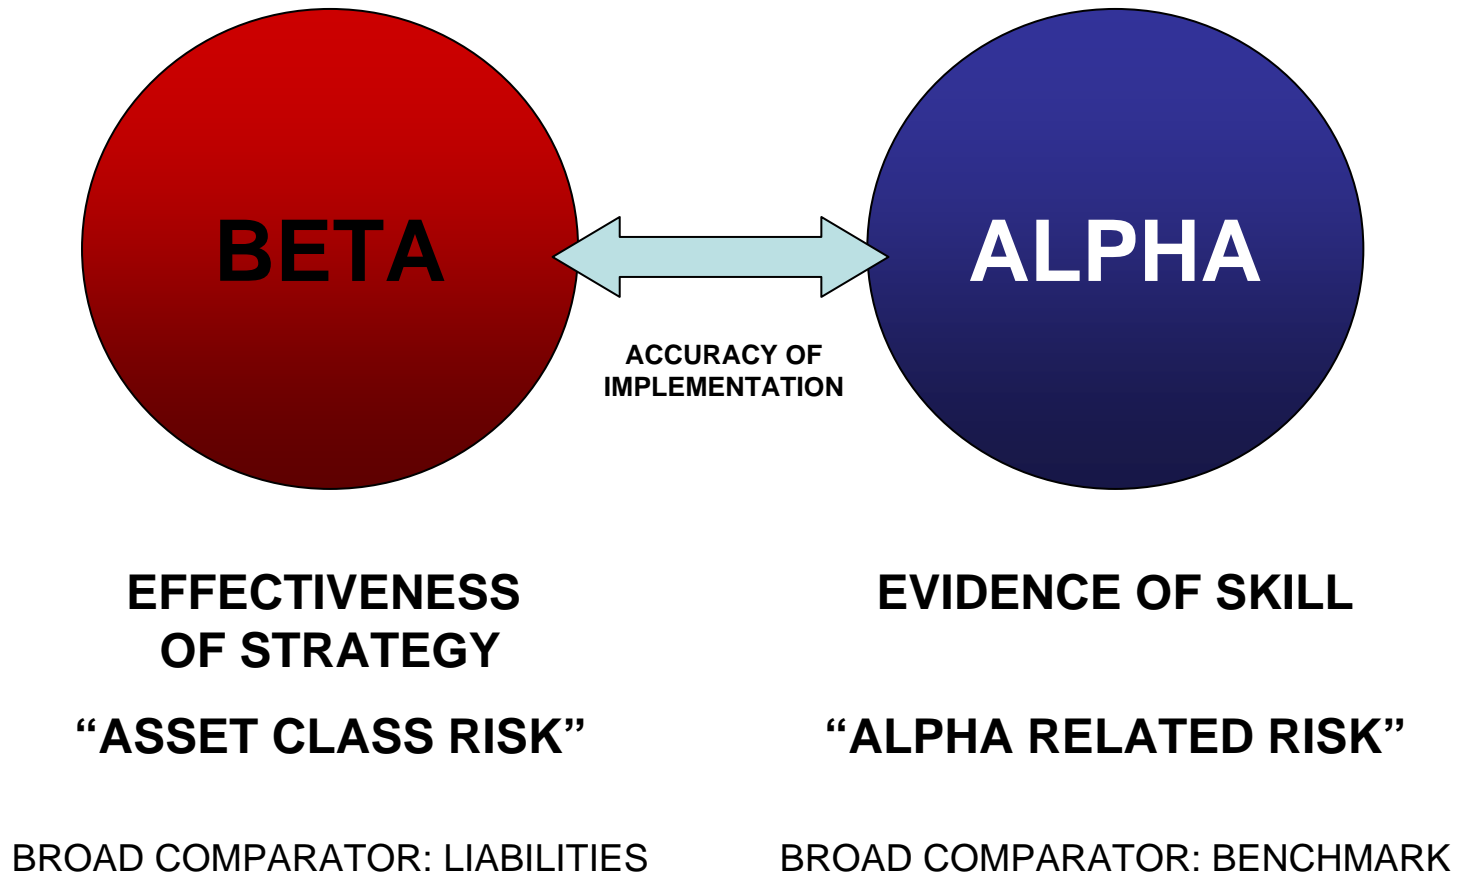 BETA
ALPHA
ACCURACY OF
IMPLEMENTATION
EFFECTIVENESS
OF STRATEGY
EVIDENCE OF SKILL
“ASSET CLASS RISK”
“ALPHA RELATED RISK”
BROAD COMPARATOR: LIABILITIES
BROAD COMPARATOR: BENCHMARK